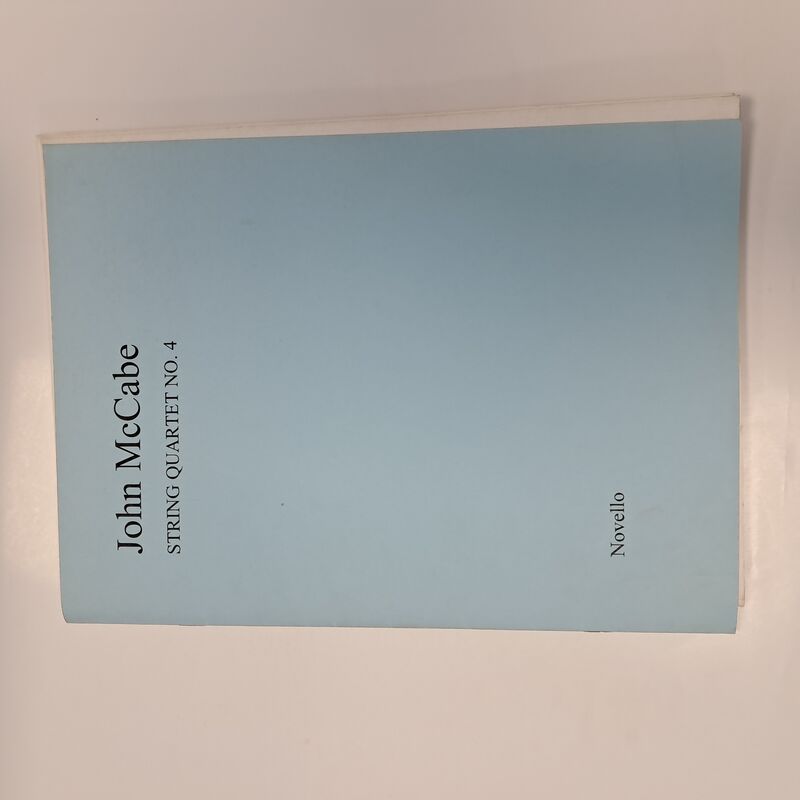 John McCabe
STRING QUARTET NO. 4
Novello